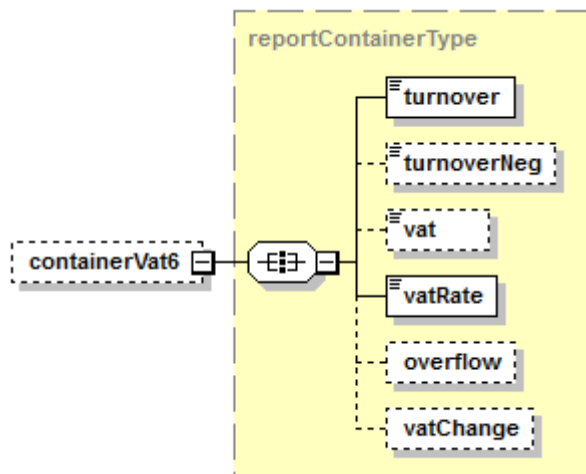 reportContainerType
turnover
turnoverNeg
vat
containerVat6
vatRate
overflow
vatChange